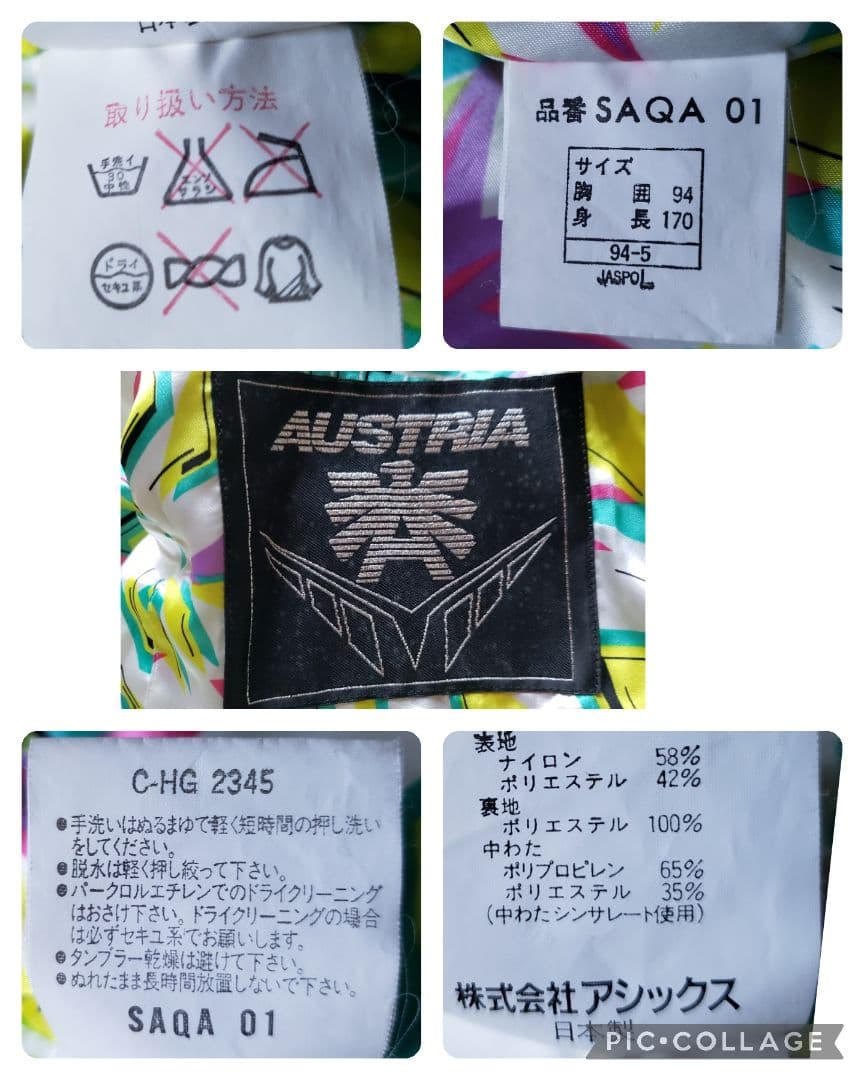 取り扱い方法
手洗イ
30
中性
エンソ
サラシ
ドライ
セキユ系
品番 SAQA 01
サイズ
胸 囲 94
身 長 170
94-5
JASPO
AUSTRIA
A
C-HG 2345
●手洗いはぬるまゆで軽く短時間の押し洗い
をしてください。
●脱水は軽く押し絞って下さい。
●パークロルエチレンでのドライクリーニング
はおさけ下さい。ドライクリーニングの場合
は必ずセキユ系でお願いします。
●タンブラー乾燥は避けて下さい。
●ぬれたまま長時間放置しないで下さい。
SAQA 01
表地
ナイロン 58%
ポリエステル 42%
裏地
ポリエステル 100%
中わた
ポリプロピレン 65%
ポリエステル 35%
(中わたシンサレート使用)
株式会社アシックス
日本製
PIC•COLLAGE